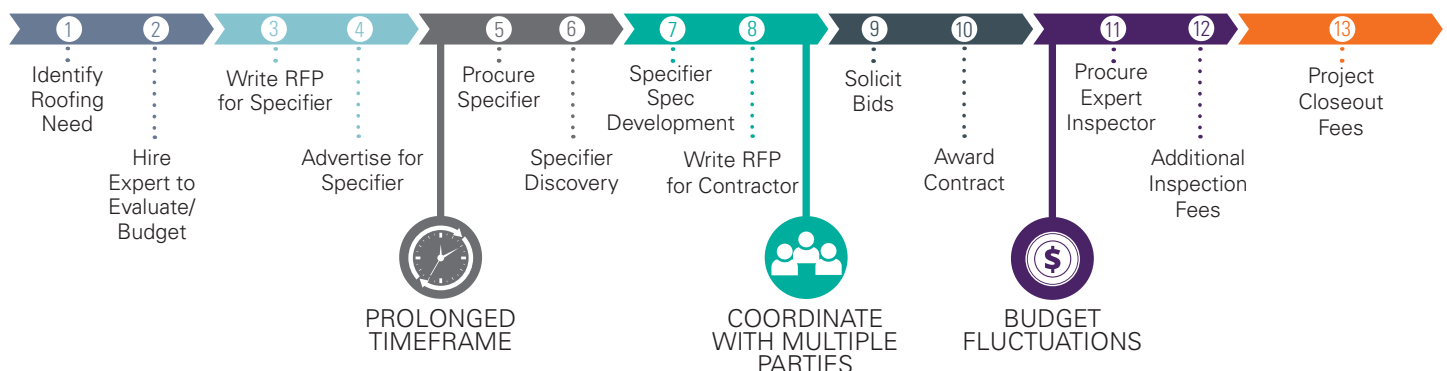 1
Identify
Roofing
Need
2
Hire
Expert to
Evaluate/
Budget
3
Write RFP
for Specifier
4
Advertise for
Specifier
5
Procure
Specifier
6
Specifier
Discovery
7
Specifier
Spec
Development
8
Write RFP
for Contractor
9
Solicit
Bids
10
Award
Contract
11
Procure
Expert
Inspector
12
Additional
Inspection
Fees
13
Project
Closeout
Fees
PROLONGED
TIMEFRAME
COORDINATE
WITH MULTIPLE
PARTIES
$
BUDGET
FLUCTUATIONS